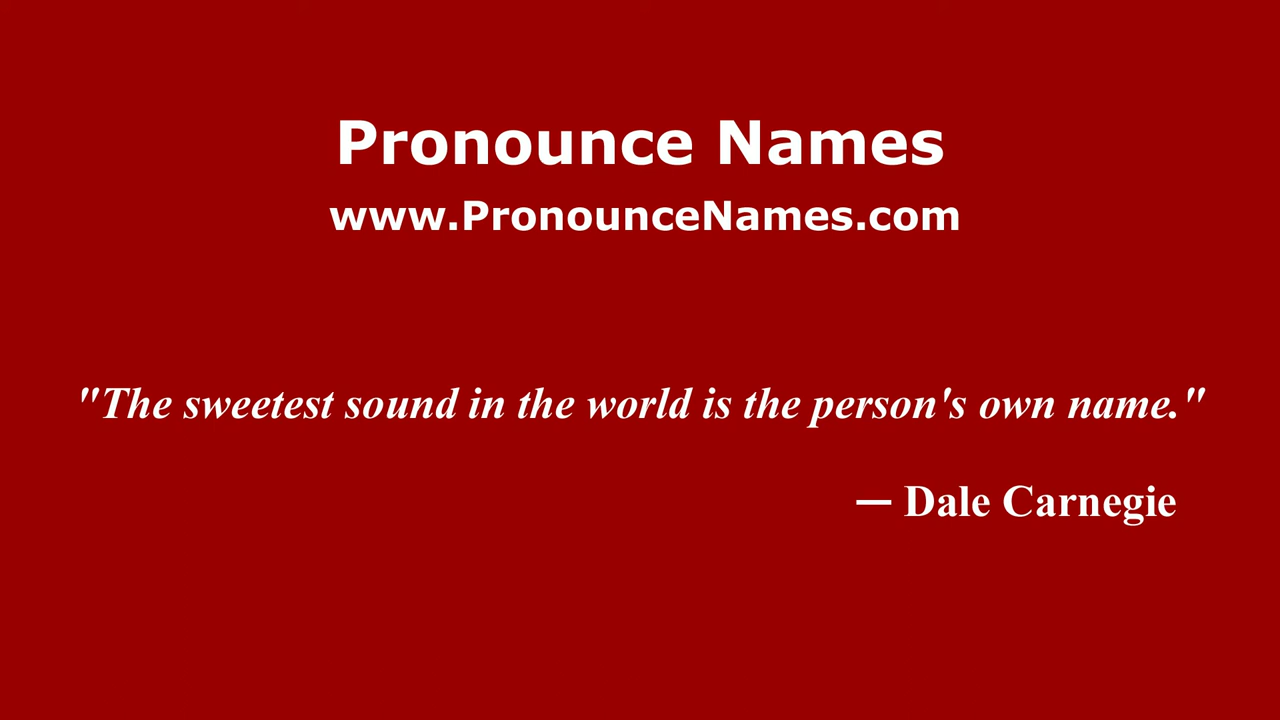 Pronounce Names
www.PronounceNames.com
"The sweetest sound in the world is the person's own name."
— Dale Carnegie